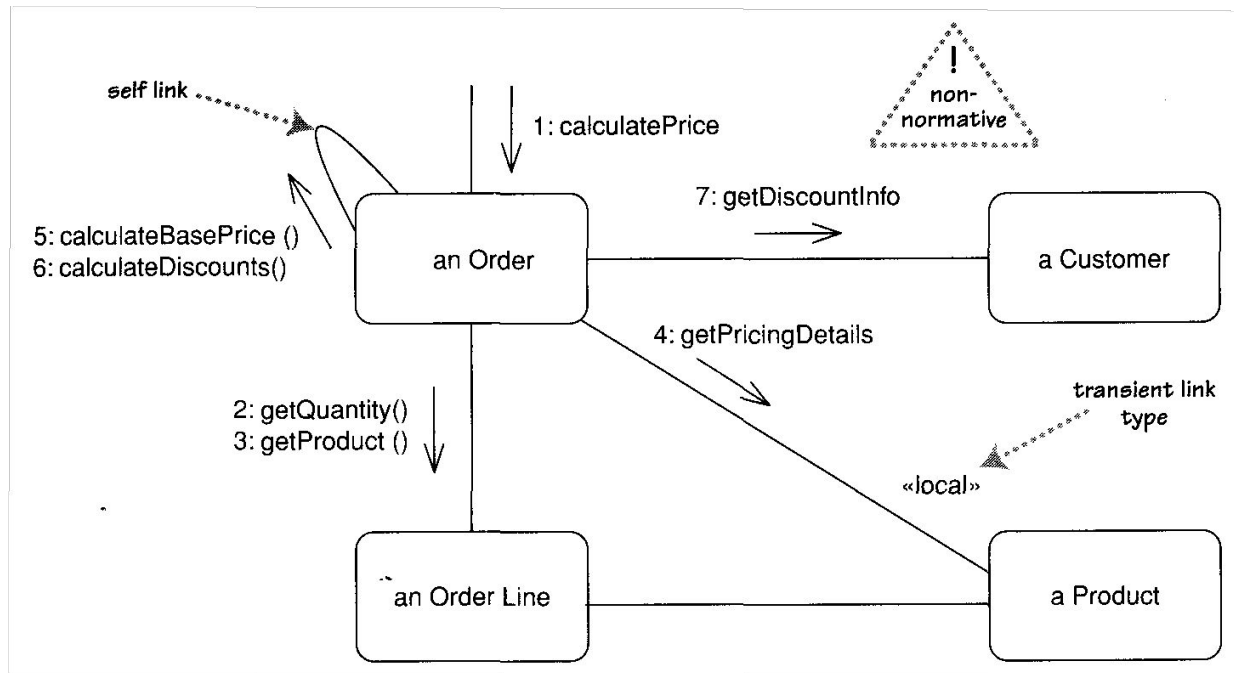 self link
!
non-
normative
1: calculatePrice
7: getDiscountInfo
5: calculateBasePrice ()
6: calculateDiscounts()
an Order
a Customer
4: getPricingDetails
2: getQuantity()
3: getProduct ()
transient link
type
«local»
an Order Line
a Product